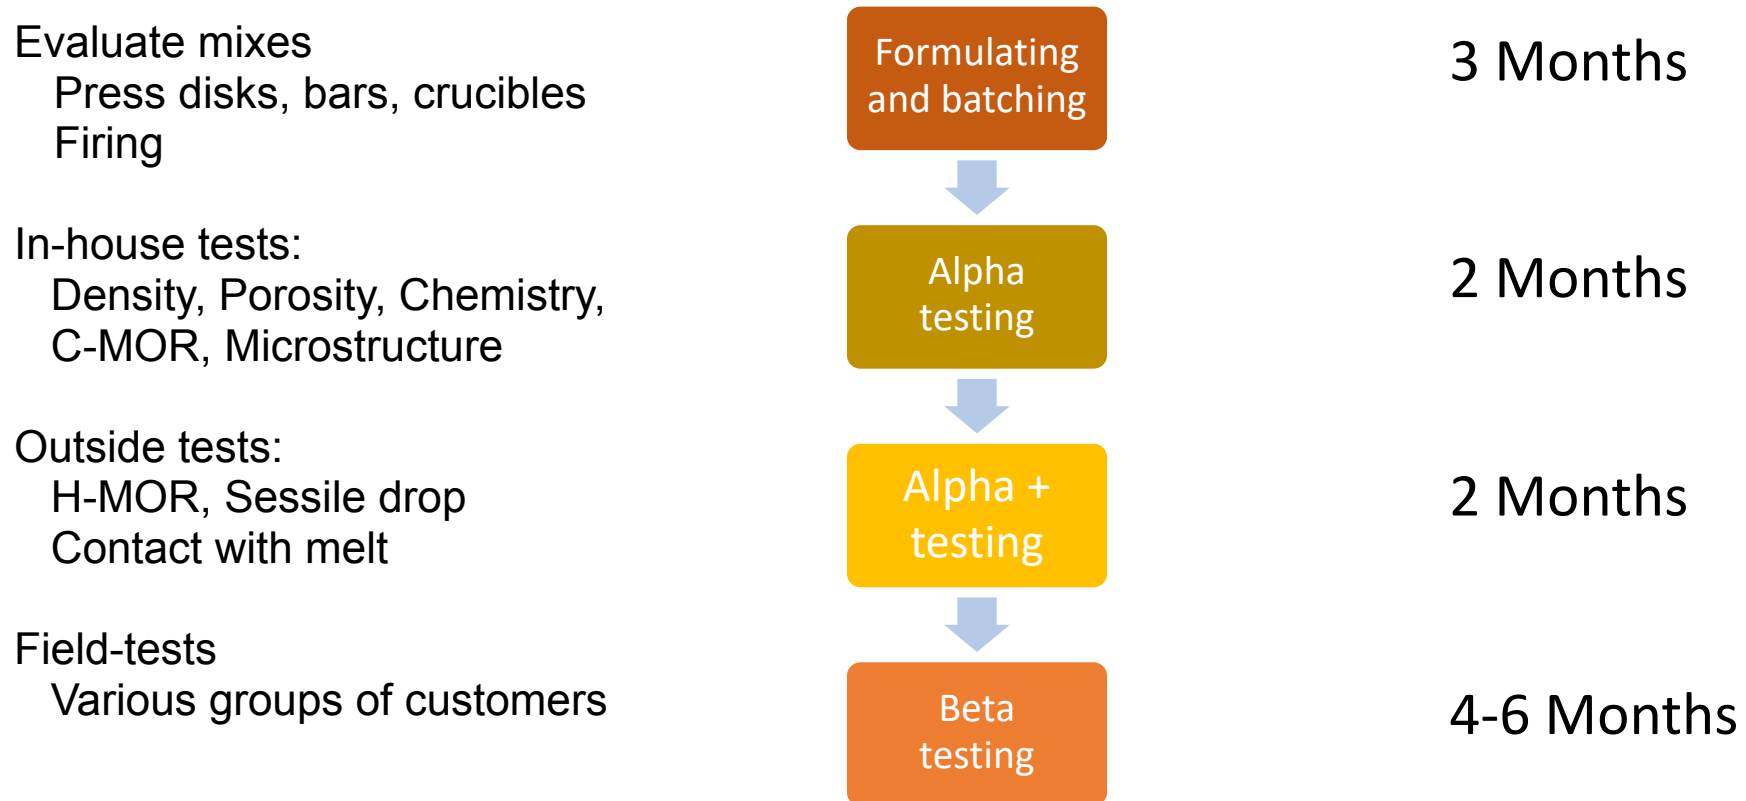 Evaluate mixes
Press disks, bars, crucibles
Firing
Formulating
and batching
3 Months
In-house tests:
Density, Porosity, Chemistry,
C-MOR, Microstructure
Alpha
testing
2 Months
Outside tests:
H-MOR, Sessile drop
Contact with melt
Alpha +
testing
2 Months
Field-tests
Various groups of customers
Beta
testing
4-6 Months